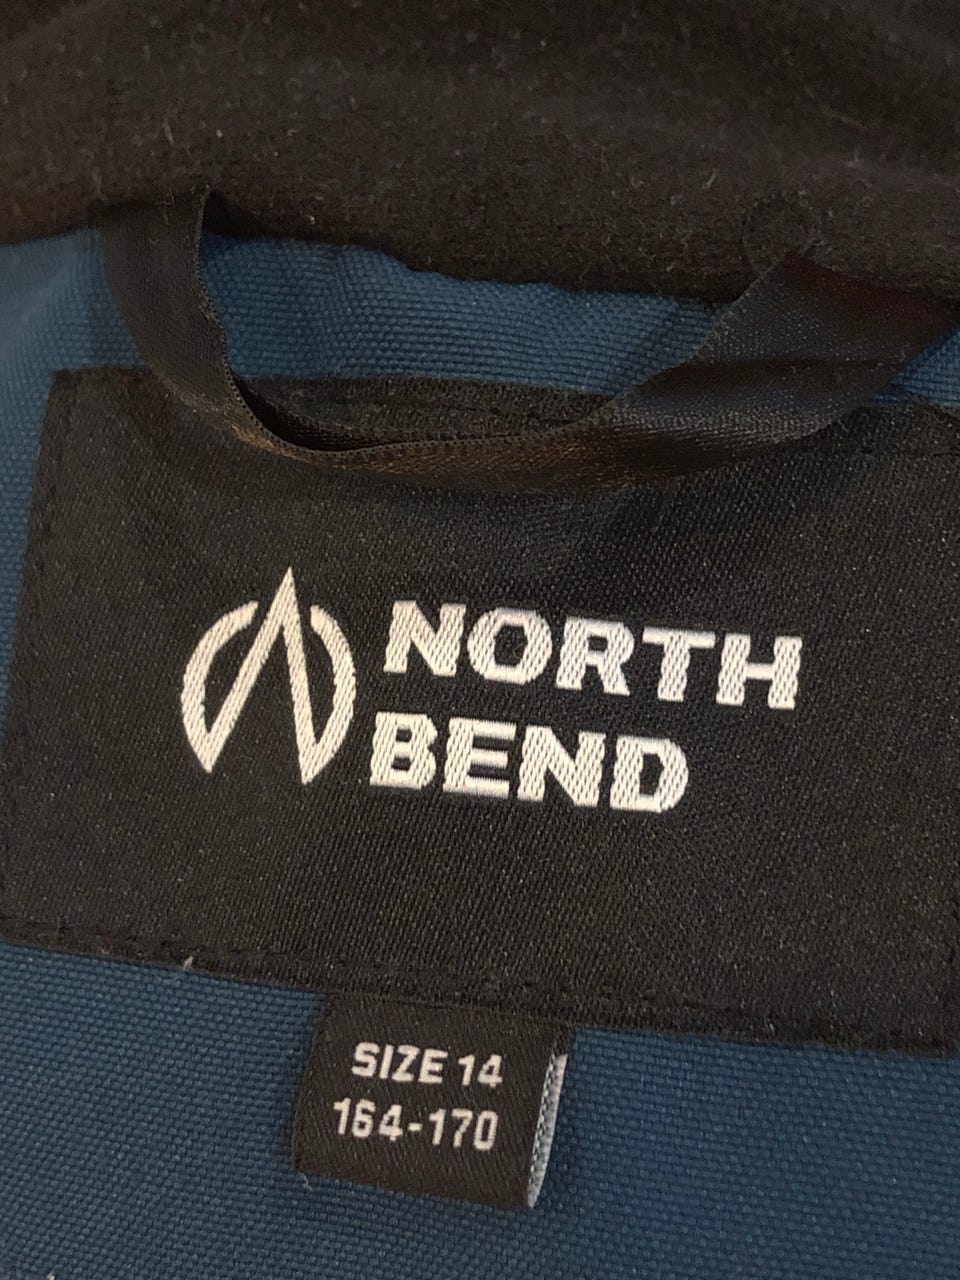 NORTH
BEND
SIZE 14
164-170